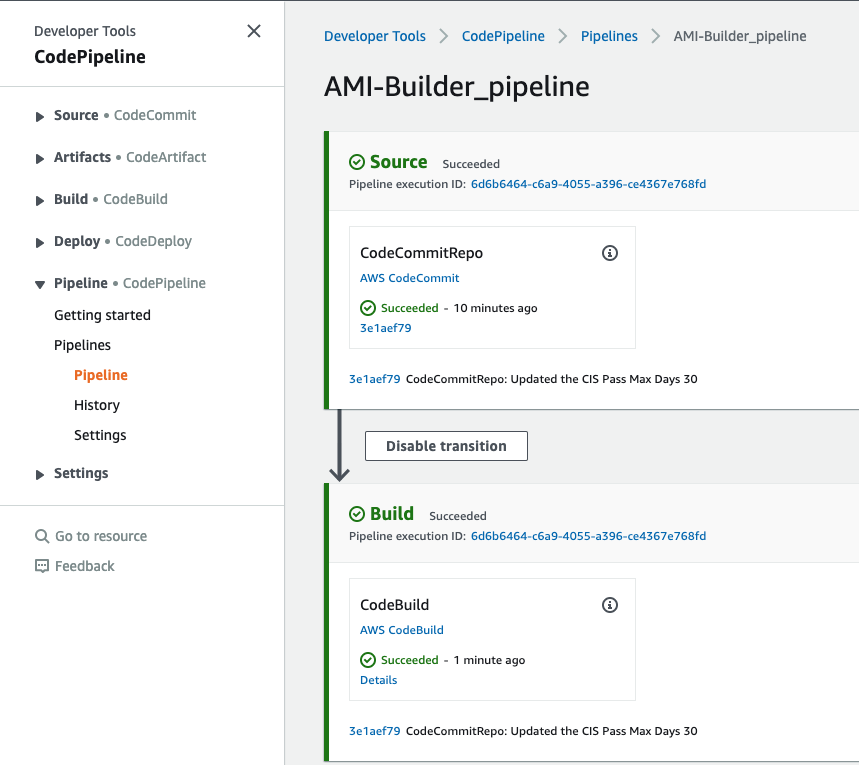 Developer Tools
CodePipeline
Source • CodeCommit
Artifacts • CodeArtifact
Build • CodeBuild
Deploy • CodeDeploy
Pipeline • CodePipeline
Getting started
Pipelines
Pipeline
History
Settings
Settings
Go to resource
Feedback
Developer Tools > CodePipeline > Pipelines > AMI-Builder_pipeline
AMI-Builder_pipeline
Source Succeeded
Pipeline execution ID: 6d6b6464-c6a9-4055-a396-ce4367e768fd
CodeCommitRepo
AWS CodeCommit
Succeeded - 10 minutes ago
3e1aef79
3e1aef79 CodeCommitRepo: Updated the CIS Pass Max Days 30
Disable transition
Build Succeeded
Pipeline execution ID: 6d6b6464-c6a9-4055-a396-ce4367e768fd
CodeBuild
AWS CodeBuild
Succeeded - 1 minute ago
Details
3e1aef79 CodeCommitRepo: Updated the CIS Pass Max Days 30